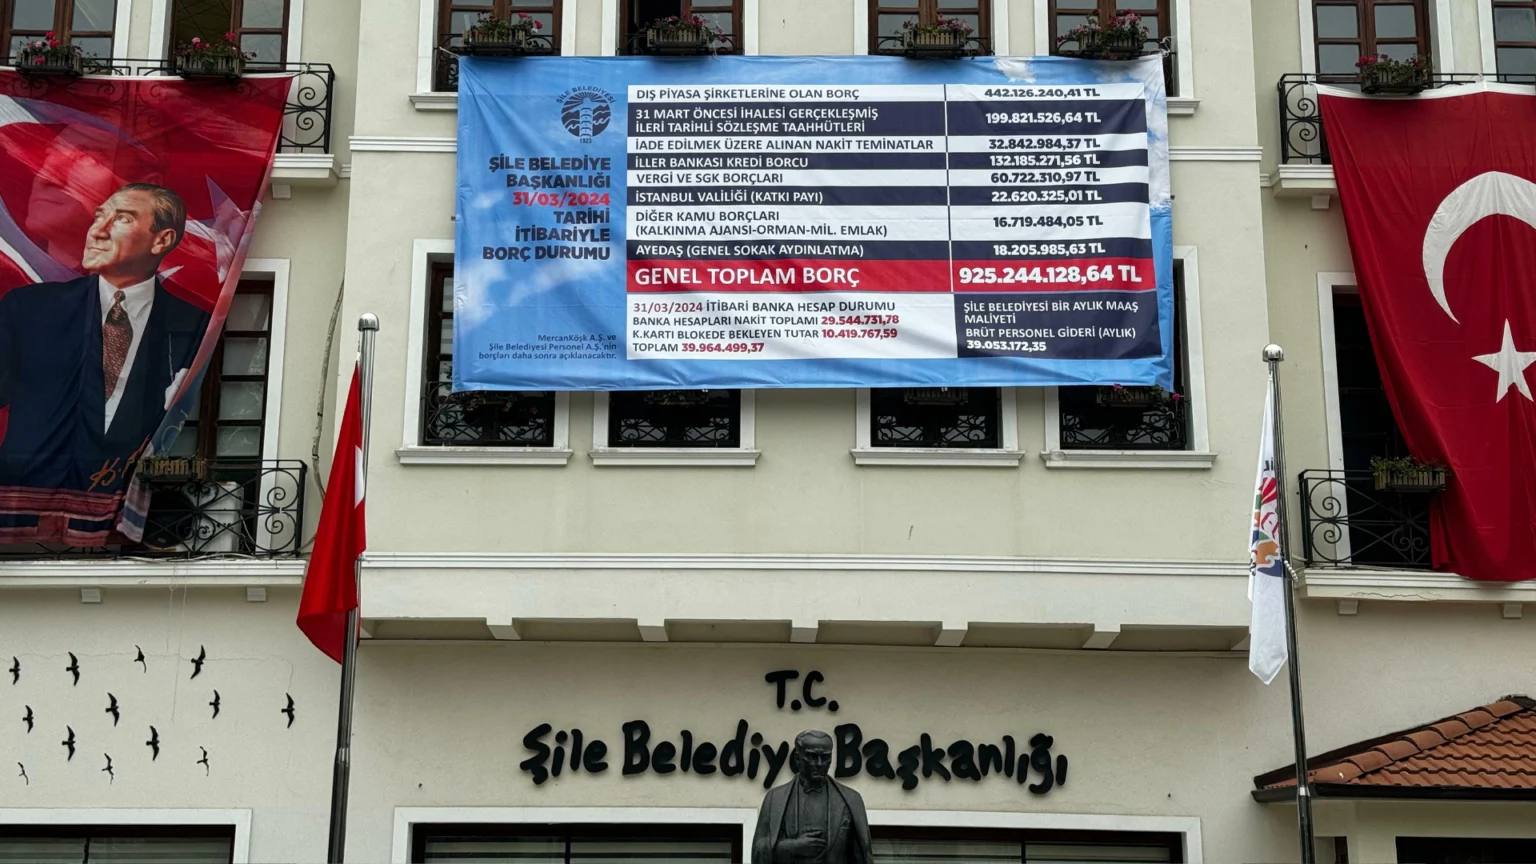 ŞİLE BELEDİYESİ
1923
ŞİLE BELEDİYE
BAŞKANLIĞI
31/03/2024
TARİHİ
İTİBARİYLE
BORÇ DURUMU
MercanKöşk A.Ş. ve
Şile Belediyesi Personel A.Ş.'nin
borçları daha sonra açıklanacaktır.
DIŞ PİYASA ŞİRKETLERİNE OLAN BORÇ 442.126.240,41 TL
31 MART ÖNCESİ İHALESİ GERÇEKLEŞMİŞ
İLERİ TARİHLİ SÖZLEŞME TAAHHÜTLERİ 199.821.526,64 TL
İADE EDİLMEK ÜZERE ALINAN NAKİT TEMİNATLAR 32.842.984,37 TL
İLLER BANKASI KREDİ BORCU 132.185.271,56 TL
VERGİ VE SGK BORÇLARI 60.722.310,97 TL
İSTANBUL VALİLİĞİ (KATKI PAYI) 22.620.325,01 TL
DİĞER KAMU BORÇLARI
(KALKINMA AJANSI-ORMAN-MİL. EMLAK) 16.719.484,05 TL
AYEDAŞ (GENEL SOKAK AYDINLATMA) 18.205.985,63 TL
GENEL TOPLAM BORÇ 925.244.128,64 TL
31/03/2024 İTİBARİ BANKA HESAP DURUMU
BANKA HESAPLARI NAKİT TOPLAMI 29.544.731,78
K.KARTI BLOKEDE BEKLEYEN TUTAR 10.419.767,59
TOPLAM 39.964.499,37
ŞİLE BELEDİYESİ BİR AYLIK MAAŞ
MALİYETİ
BRÜT PERSONEL GİDERİ (AYLIK)
39.053.172,35
T.C.
Şile Belediye Başkanlığı